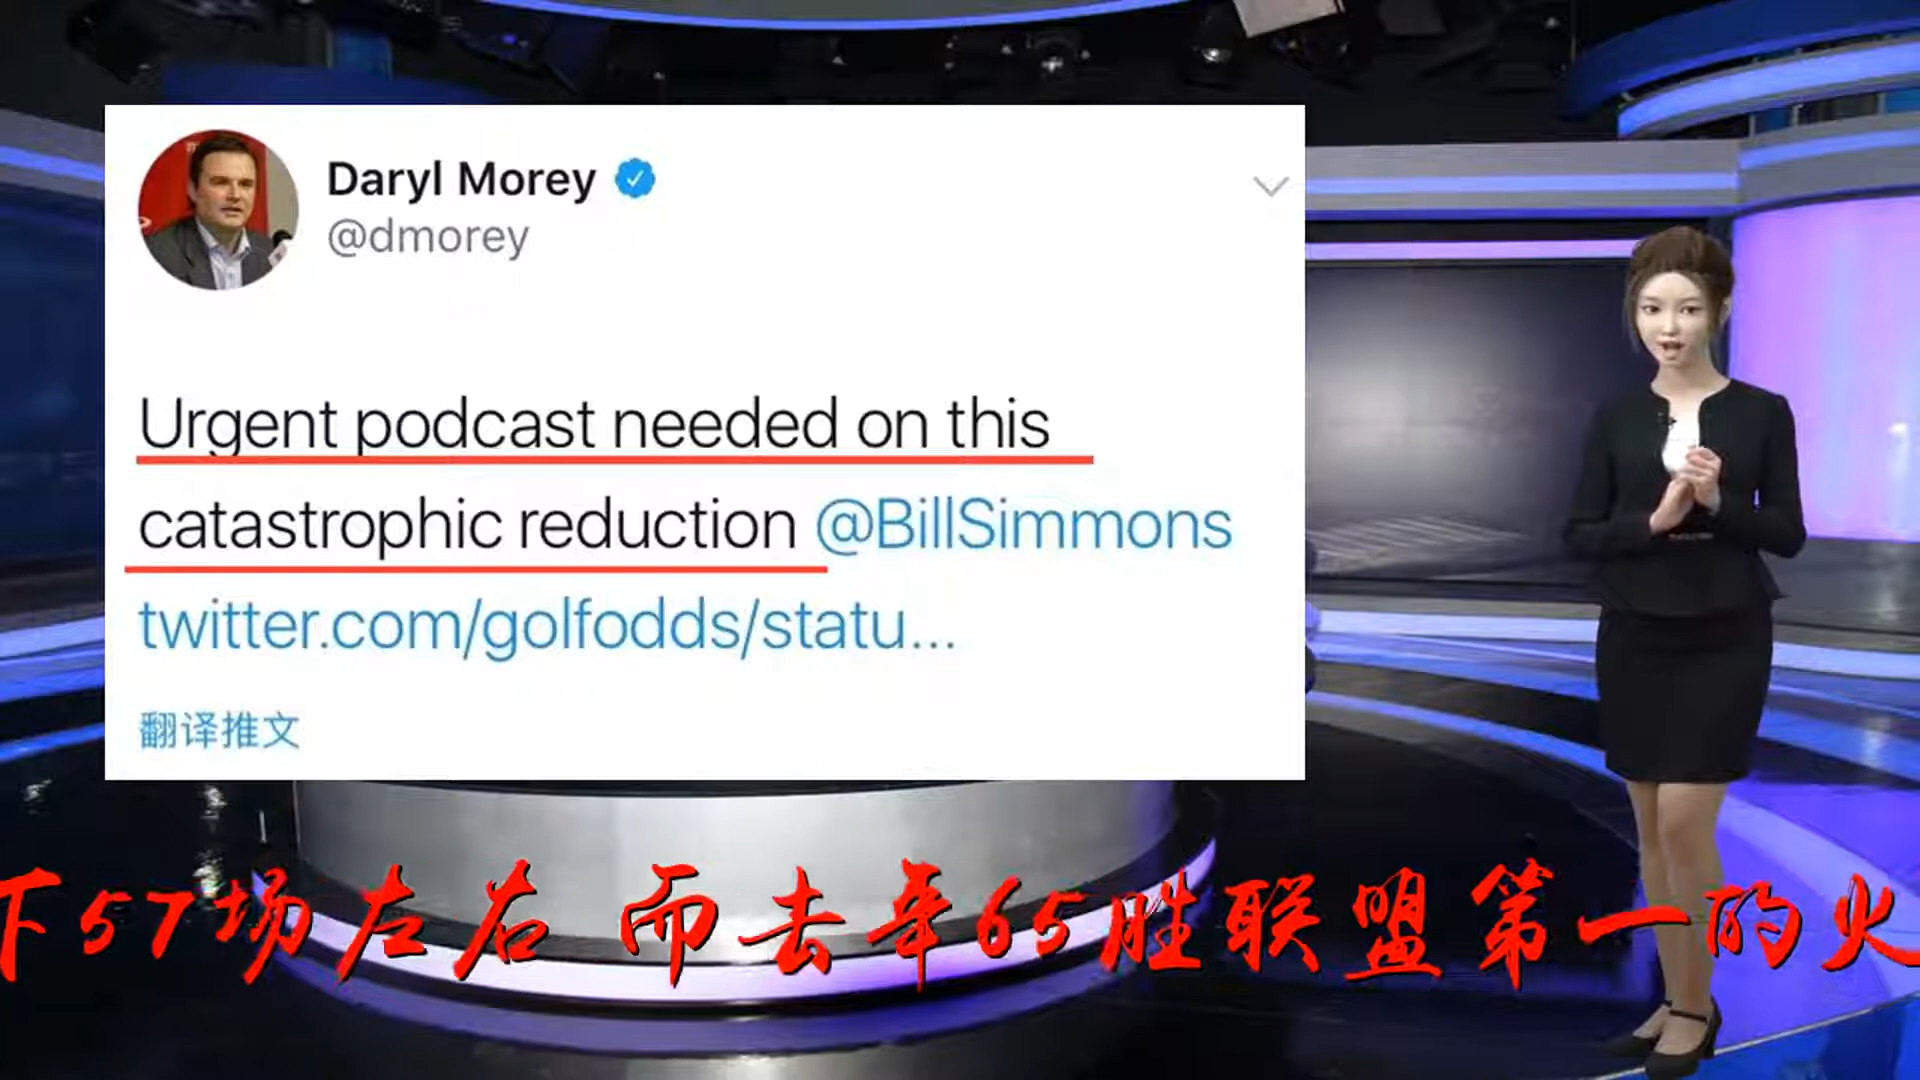 Daryl Morey
@dmorey
Urgent podcast needed on this
catastrophic reduction @BillSimmons
twitter.com/golfodds/statu...
翻译推文
下57场左右 而去年65胜联盟第一的火